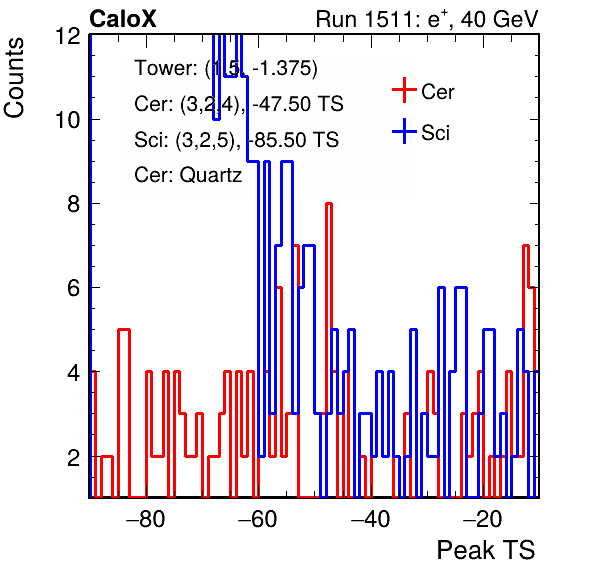 CaloX Run 1511: e⁺, 40 GeV
Counts
12
10
8
6
4
2
Tower: (1.5, -1.375)
Cer: (3,2,4), -47.50 TS
Sci: (3,2,5), -85.50 TS
Cer: Quartz
Cer
Sci
−80 −60 −40 −20
Peak TS